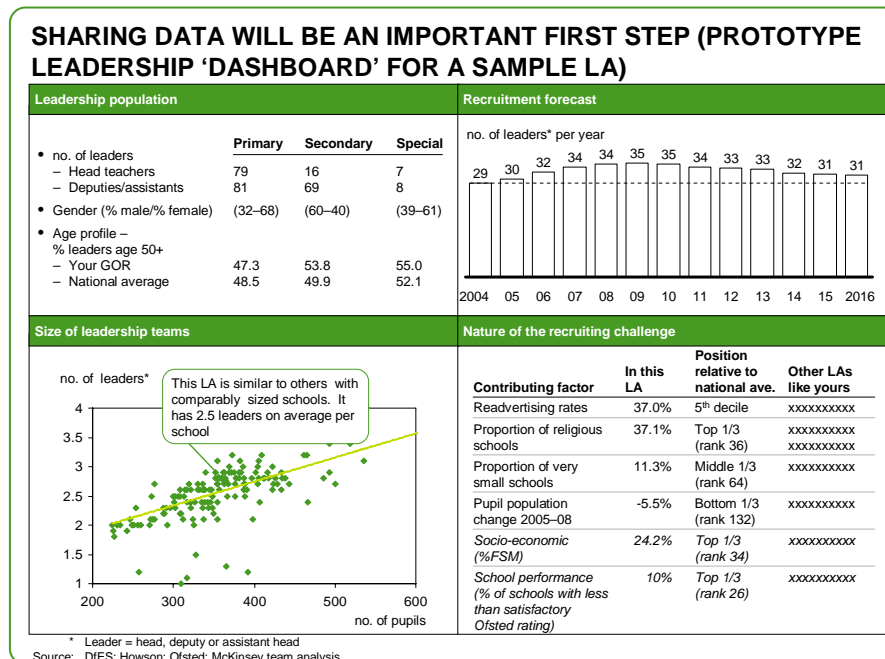 SHARING DATA WILL BE AN IMPORTANT FIRST STEP (PROTOTYPE
LEADERSHIP ‘DASHBOARD’ FOR A SAMPLE LA)
Leadership population
Primary Secondary Special
• no. of leaders
– Head teachers 79 16 7
– Deputies/assistants 81 69 8
• Gender (% male/% female) (32–68) (60–40) (39–61)
• Age profile –
% leaders age 50+
– Your GOR 47.3 53.8 55.0
– National average 48.5 49.9 52.1
Recruitment forecast
no. of leaders* per year
29 30 32 34 34 35 35 34 33 33 32 31 31
2004 05 06 07 08 09 10 11 12 13 14 15 2016
Size of leadership teams
no. of leaders*
This LA is similar to others with
comparably sized schools. It
has 2.5 leaders on average per
school
4
3.5
3
2.5
2
1.5
1
200 300 400 500 600
no. of pupils
Nature of the recruiting challenge
Contributing factor In this LA Position relative to national ave. Other LAs like yours
Readvertising rates 37.0% 5th decile xxxxxxxxxx
Proportion of religious 37.1% Top 1/3 xxxxxxxxxx
schools (rank 36) xxxxxxxxxx
Proportion of very 11.3% Middle 1/3 xxxxxxxxxx
small schools (rank 64)
Pupil population -5.5% Bottom 1/3 xxxxxxxxxx
change 2005–08 (rank 132)
Socio-economic 24.2% Top 1/3 xxxxxxxxxx
(%FSM) (rank 34)
School performance 10% Top 1/3 xxxxxxxxxx
(% of schools with less (rank 26)
than satisfactory
Ofsted rating)
* Leader = head, deputy or assistant head
Source: DfES; Howson; Ofsted; McKinsey team analysis